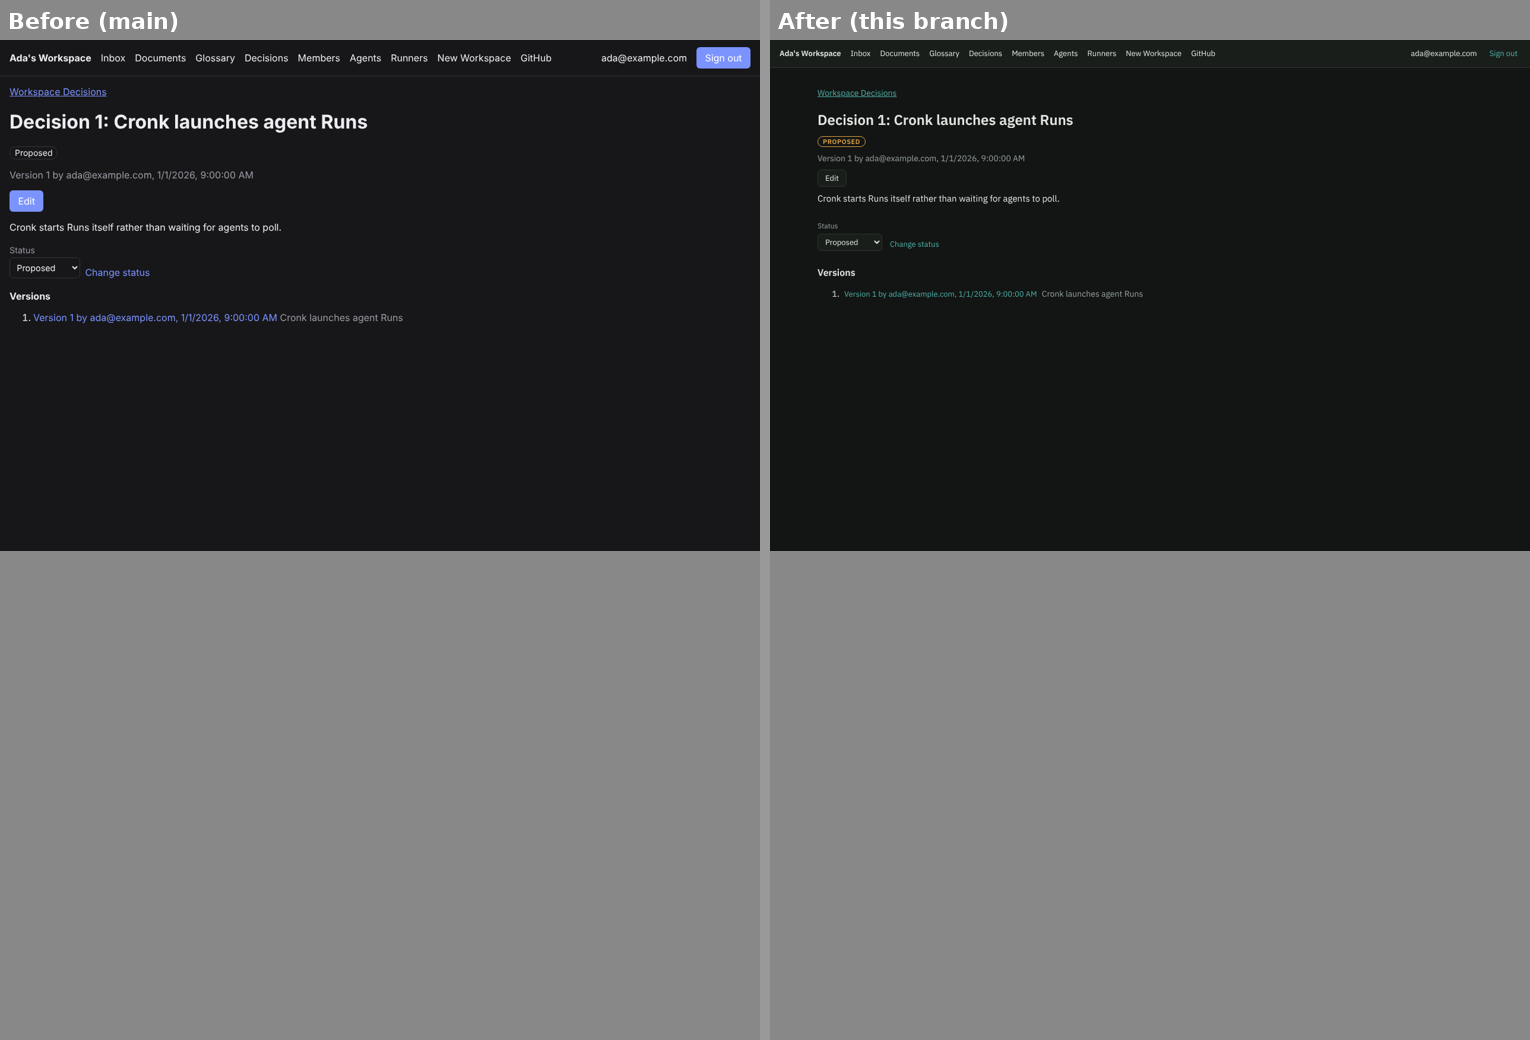 Before (main)
Ada's Workspace Inbox Documents Glossary Decisions Members Agents Runners New Workspace GitHub ada@example.com Sign out
Workspace Decisions
Decision 1: Cronk launches agent Runs
Proposed
Version 1 by ada@example.com, 1/1/2026, 9:00:00 AM
Edit
Cronk starts Runs itself rather than waiting for agents to poll.
Status
Proposed Change status
Versions
1. Version 1 by ada@example.com, 1/1/2026, 9:00:00 AM Cronk launches agent Runs
After (this branch)
Ada's Workspace Inbox Documents Glossary Decisions Members Agents Runners New Workspace GitHub ada@example.com Sign out
Workspace Decisions
Decision 1: Cronk launches agent Runs
PROPOSED
Version 1 by ada@example.com, 1/1/2026, 9:00:00 AM
Edit
Cronk starts Runs itself rather than waiting for agents to poll.
Status
Proposed Change status
Versions
1. Version 1 by ada@example.com, 1/1/2026, 9:00:00 AM Cronk launches agent Runs